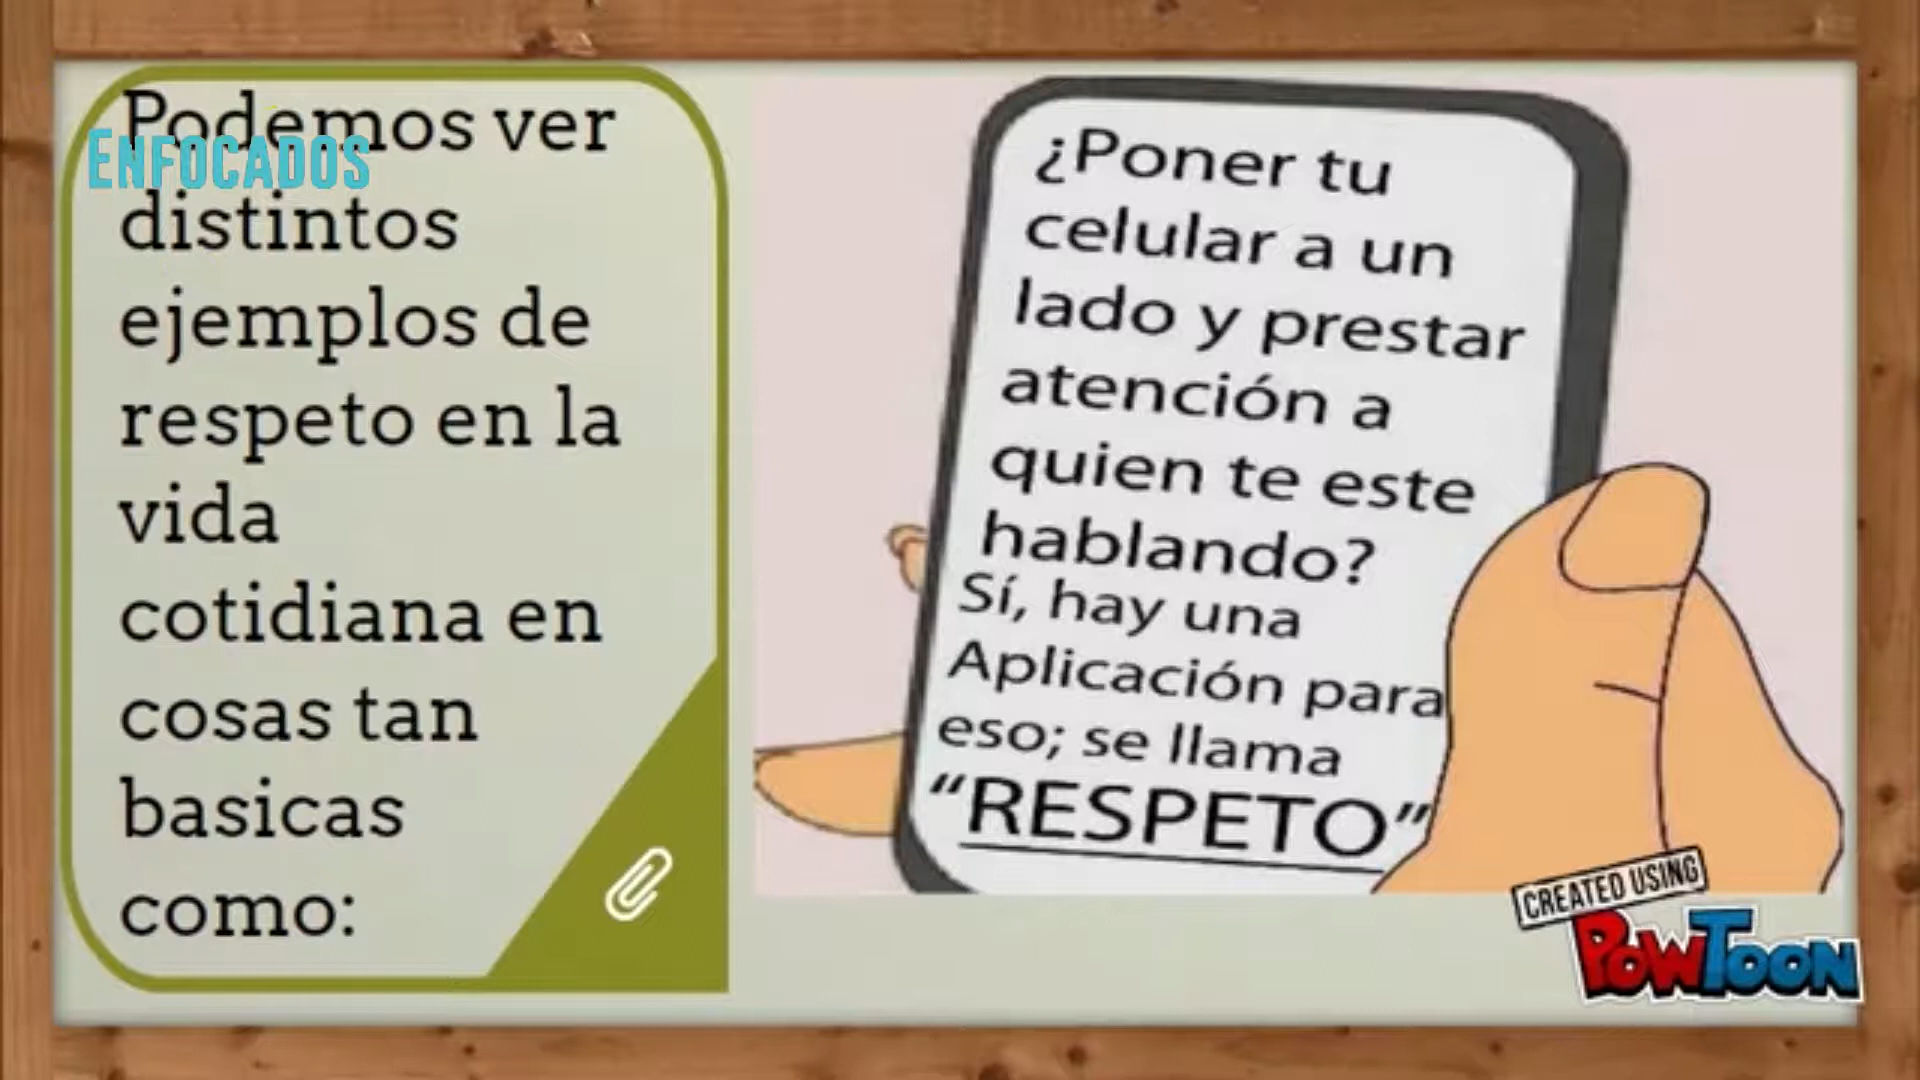 Podemos ver
ENFOCADOS
distintos
ejemplos de
respeto en la
vida
cotidiana en
cosas tan
basicas
como:
¿Poner tu
celular a un
lado y prestar
atención a
quien te este
hablando?
Sí, hay una
Aplicación para
eso; se llama
“RESPETO”
CREATED USING
POWTOON